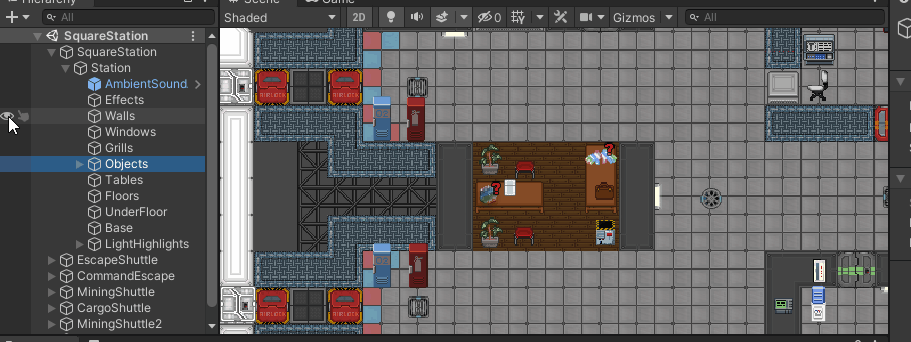 Hierarchy
Scene
Game
All
Shaded
2D
0
Gizmos
All
SquareStation
SquareStation
Station
AmbientSound
Effects
Walls
Windows
Grills
Objects
Tables
Floors
UnderFloor
Base
LightHighlights
EscapeShuttle
CommandEscape
MiningShuttle
CargoShuttle
MiningShuttle2